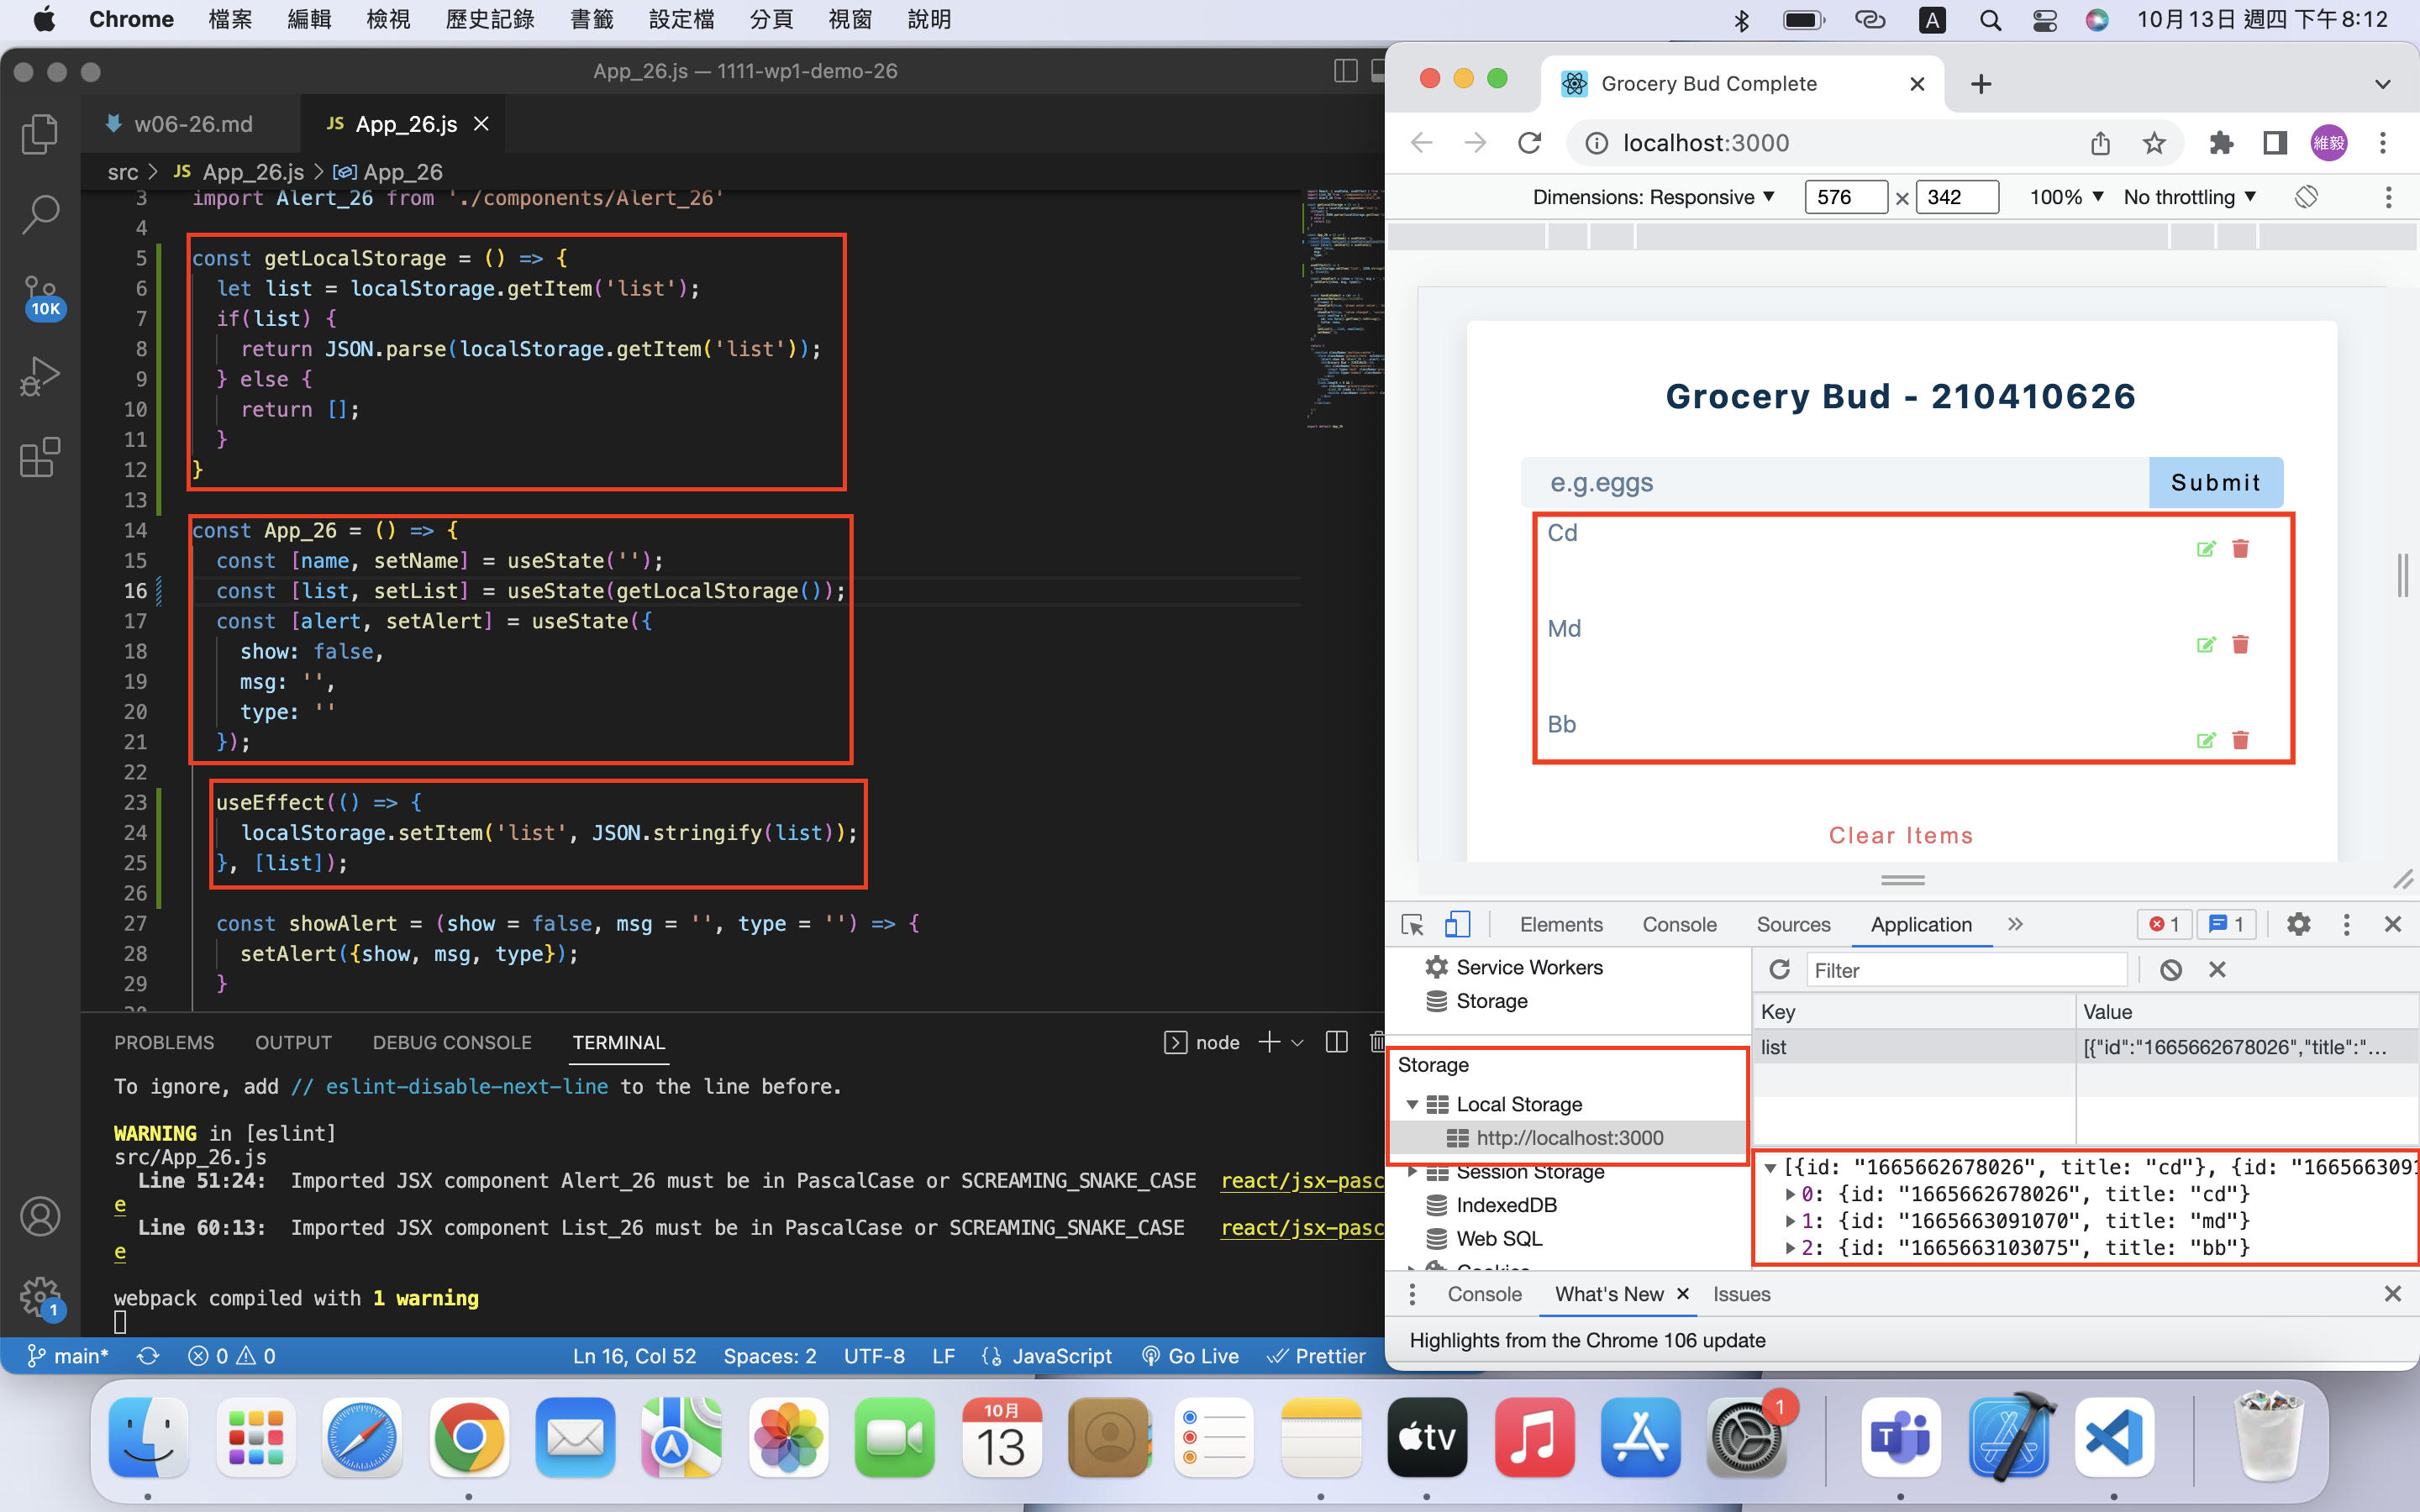 Chrome 檔案 編輯 檢視 歷史記錄 書籤 設定檔 分頁 視窗 說明 A 10月13日 週四 下午8:12
App_26.js — 1111-wp1-demo-26
w06-26.md JS App_26.js
src > JS App_26.js > App_26
3 import Alert_26 from './components/Alert_26'
4
5 const getLocalStorage = () => {
6 let list = localStorage.getItem('list');
7 if(list) {
8 return JSON.parse(localStorage.getItem('list'));
9 } else {
10 return [];
11 }
12 }
13
14 const App_26 = () => {
15 const [name, setName] = useState('');
16 const [list, setList] = useState(getLocalStorage());
17 const [alert, setAlert] = useState({
18 show: false,
19 msg: '',
20 type: ''
21 });
22
23 useEffect(() => {
24 localStorage.setItem('list', JSON.stringify(list));
25 }, [list]);
26
27 const showAlert = (show = false, msg = '', type = '') => {
28 setAlert({show, msg, type});
29 }
10K
1
PROBLEMS OUTPUT DEBUG CONSOLE TERMINAL node
To ignore, add // eslint-disable-next-line to the line before.
WARNING in [eslint]
src/App_26.js
Line 51:24: Imported JSX component Alert_26 must be in PascalCase or SCREAMING_SNAKE_CASE react/jsx-pasc
e
Line 60:13: Imported JSX component List_26 must be in PascalCase or SCREAMING_SNAKE_CASE react/jsx-pasc
e
webpack compiled with 1 warning
main* 0 0 Ln 16, Col 52 Spaces: 2 UTF-8 LF JavaScript Go Live Prettier
Grocery Bud Complete
localhost:3000 維毅
Dimensions: Responsive 576 × 342 100% No throttling
Grocery Bud - 210410626
e.g.eggs Submit
Cd
Md
Bb
Clear Items
Elements Console Sources Application 1 1
Service Workers
Storage
Filter
Key Value
list [{"id":"1665662678026","title":"...
Storage
Local Storage
http://localhost:3000
Session Storage
IndexedDB
Web SQL
Cookies
[{id: "1665662678026", title: "cd"}, {id: "1665663091
0: {id: "1665662678026", title: "cd"}
1: {id: "1665663091070", title: "md"}
2: {id: "1665663103075", title: "bb"}
Console What's New Issues
Highlights from the Chrome 106 update
10月
13
tv
1
T